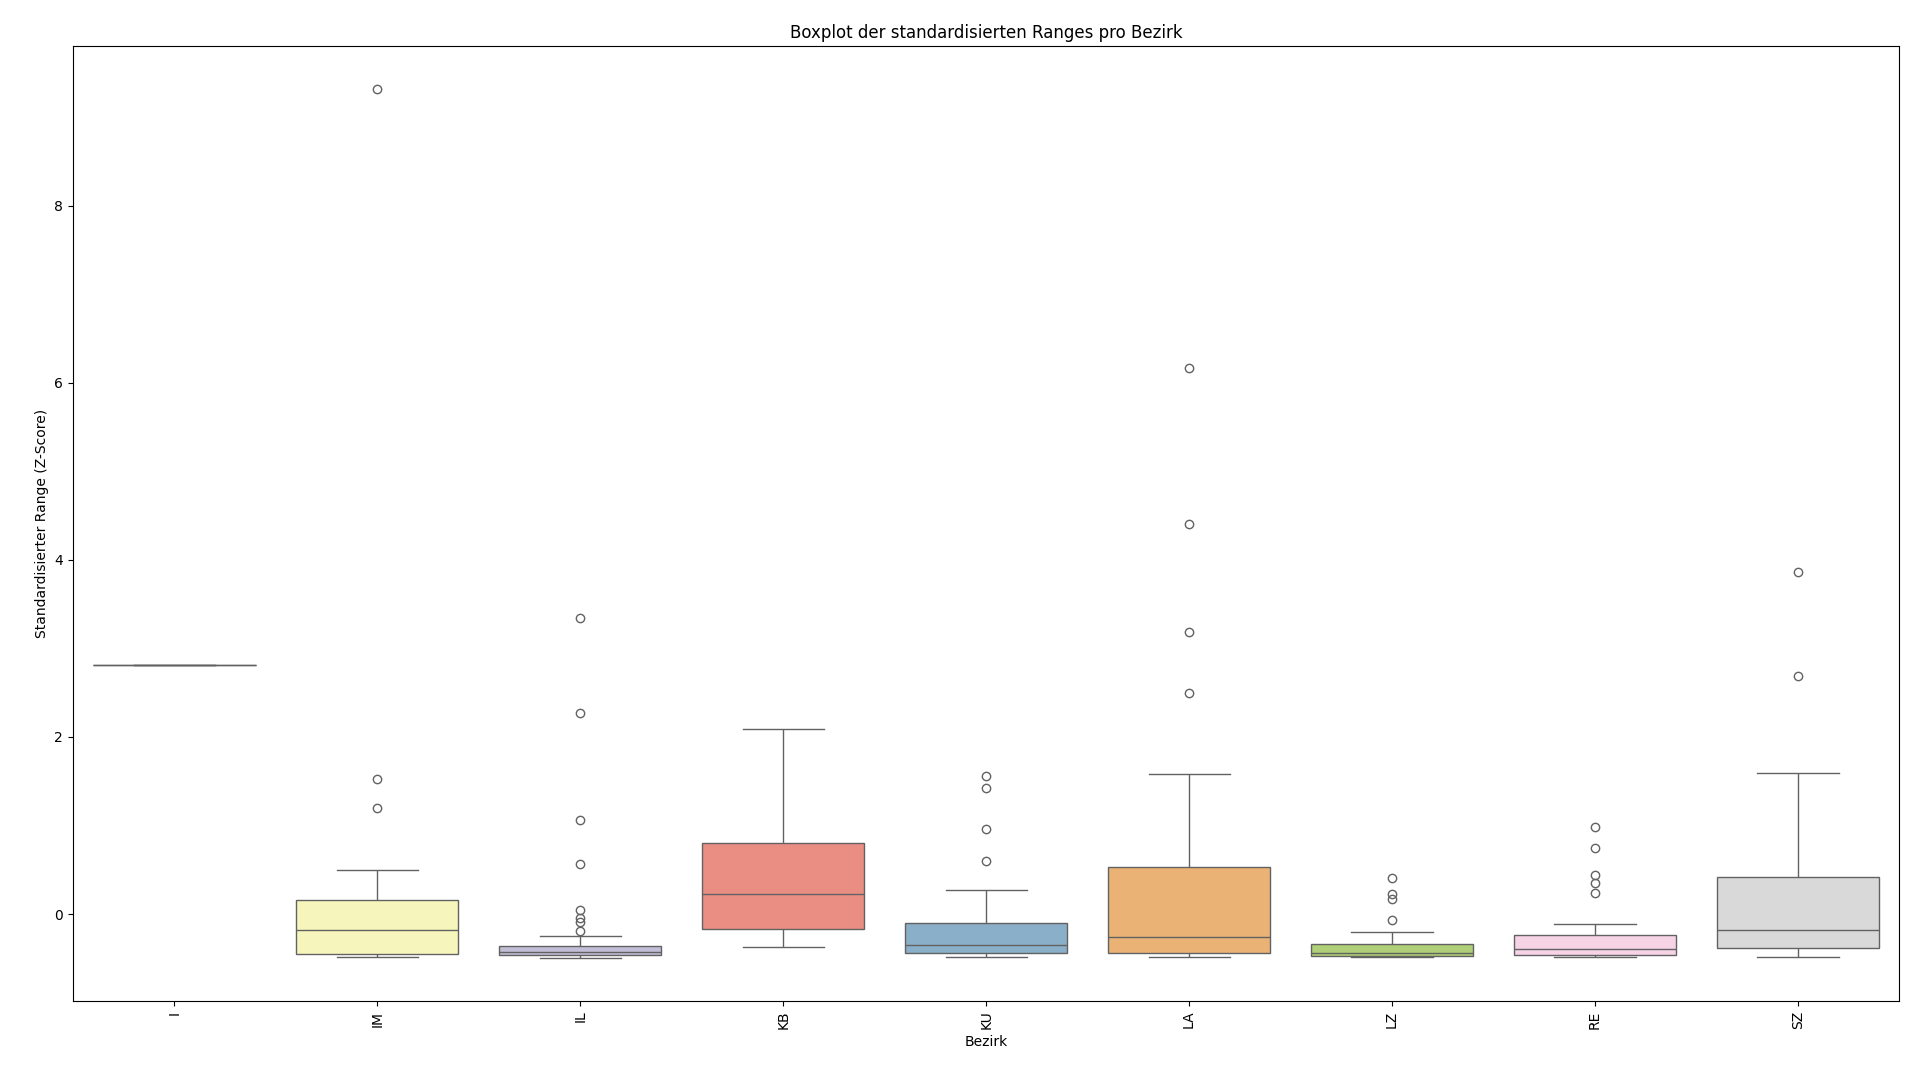 Boxplot der standardisierten Ranges pro Bezirk
Standardisierter Range (Z-Score)
8
6
4
2
0
I
IM
IL
KB
KU
LA
LZ
RE
SZ
Bezirk